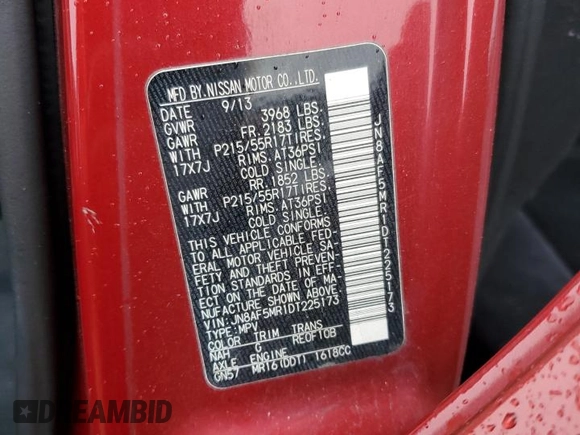 MFD BY NISSAN MOTOR CO.,LTD.
DATE 9/13
GVWR 3968 LBS.
GAWR FR. 2183 LBS.
WITH P215/55R17TIRES,
17X7J RIMS, AT36PSI
COLD SINGLE.
GAWR RR. 1852 LBS.
WITH P215/55R17TIRES,
17X7J RIMS, AT36PSI
COLD SINGLE.
THIS VEHICLE CONFORMS
TO ALL APPLICABLE FED-
ERAL MOTOR VEHICLE SA-
FETY AND THEFT PREVEN-
TION STANDARDS IN EFF-
ECT ON THE DATE OF MA-
NUFACTURE SHOWN ABOVE.
VIN:JN8AF5MR1DT225173
TYPE:MPV
COLOR TRIM TRANS
NAH G RE0F10B
AXLE ENGINE
GN57 MR16(DDT) 1618CC
JN8AF5MR1DT225173
DREAMBID